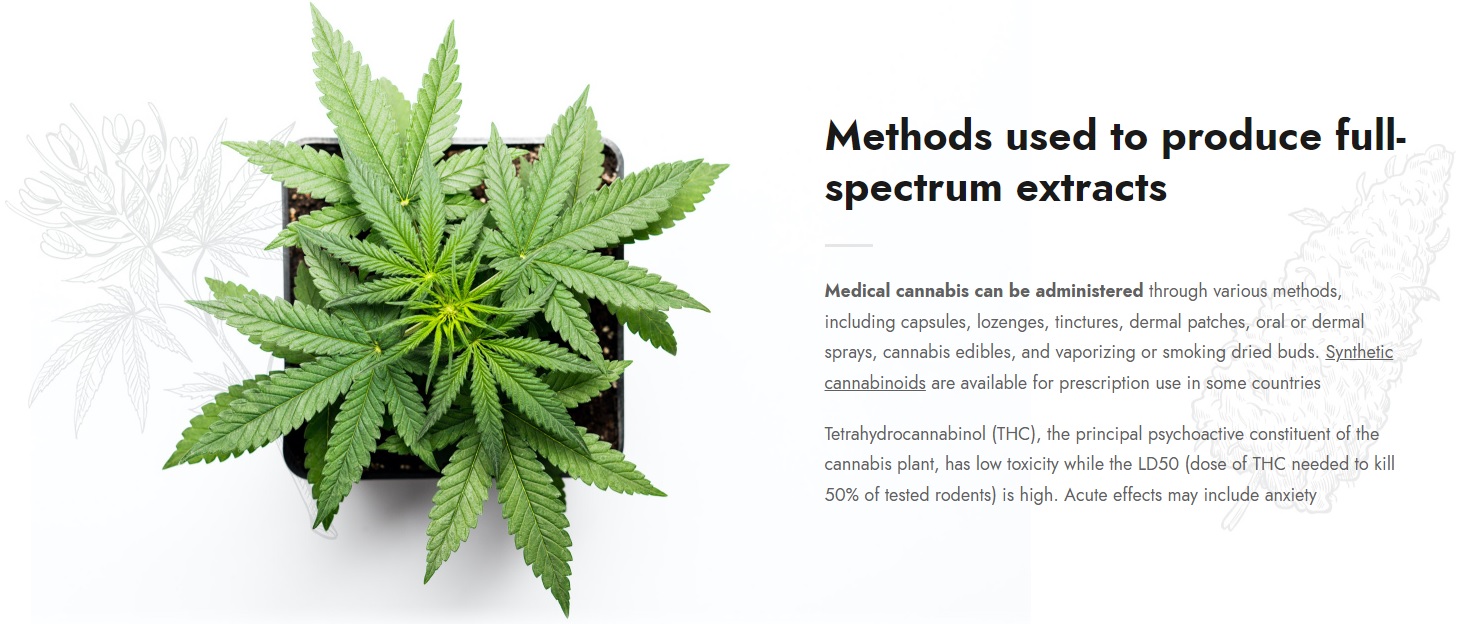 Methods used to produce full-
spectrum extracts
Medical cannabis can be administered through various methods,
including capsules, lozenges, tinctures, dermal patches, oral or dermal
sprays, cannabis edibles, and vaporizing or smoking dried buds. Synthetic
cannabinoids are available for prescription use in some countries
Tetrahydrocannabinol (THC), the principal psychoactive constituent of the
cannabis plant, has low toxicity while the LD50 (dose of THC needed to kill
50% of tested rodents) is high. Acute effects may include anxiety